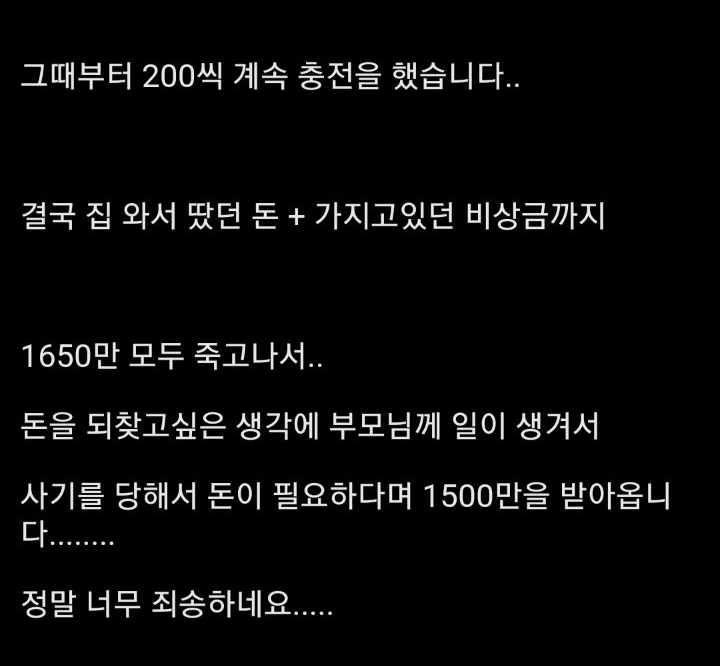 그때부터 200씩 계속 충전을 했습니다..
결국 집 와서 땄던 돈 + 가지고있던 비상금까지
1650만 모두 죽고나서..
돈을 되찾고싶은 생각에 부모님께 일이 생겨서
사기를 당해서 돈이 필요하다며 1500만을 받아옵니
다........
정말 너무 죄송하네요.....